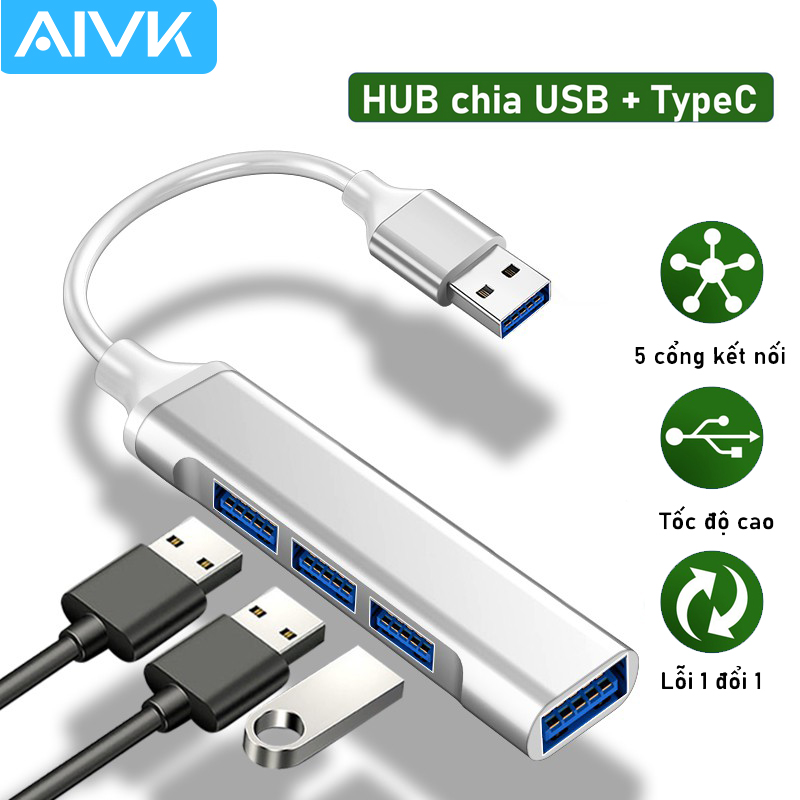 AIVK
HUB chia USB + TypeC
5 cổng kết nối
Tốc độ cao
Lỗi 1 đổi 1